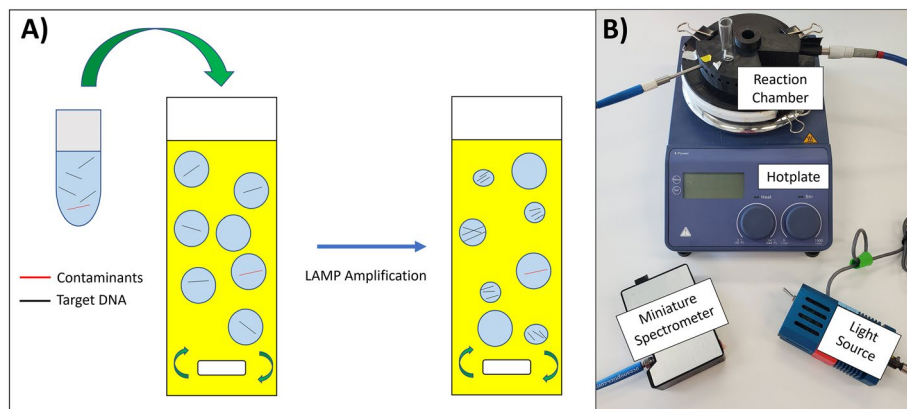 A)
Contaminants
Target DNA
LAMP Amplification
B)
Reaction
Chamber
Hotplate
Miniature
Spectrometer
Light
Source